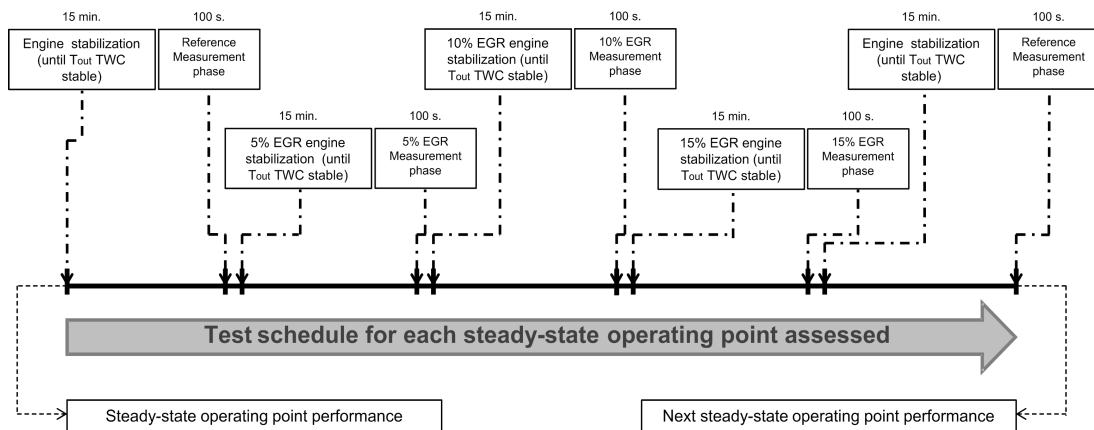 15 min.
Engine stabilization
(until Tout TWC
stable)
100 s.
Reference
Measurement
phase
15 min.
5% EGR engine
stabilization (until
Tout TWC stable)
100 s.
5% EGR
Measurement
phase
15 min.
10% EGR engine
stabilization (until
Tout TWC stable)
100 s.
10% EGR
Measurement
phase
15 min.
15% EGR engine
stabilization (until
Tout TWC stable)
100 s.
15% EGR
Measurement
phase
15 min.
Engine stabilization
(until Tout TWC
stable)
100 s.
Reference
Measurement
phase
Test schedule for each steady-state operating point assessed
Steady-state operating point performance
Next steady-state operating point performance